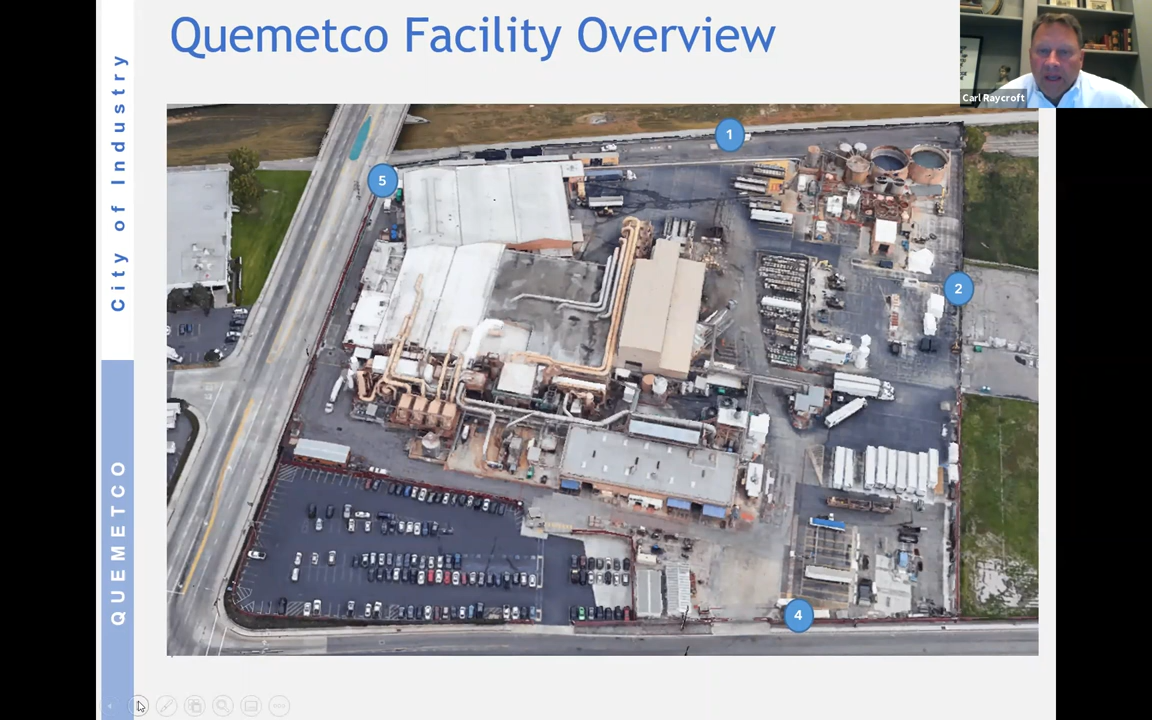 Quemetco Facility Overview
Carl Raycroft
City of Industry
QUEMETCO
1
5
2
4